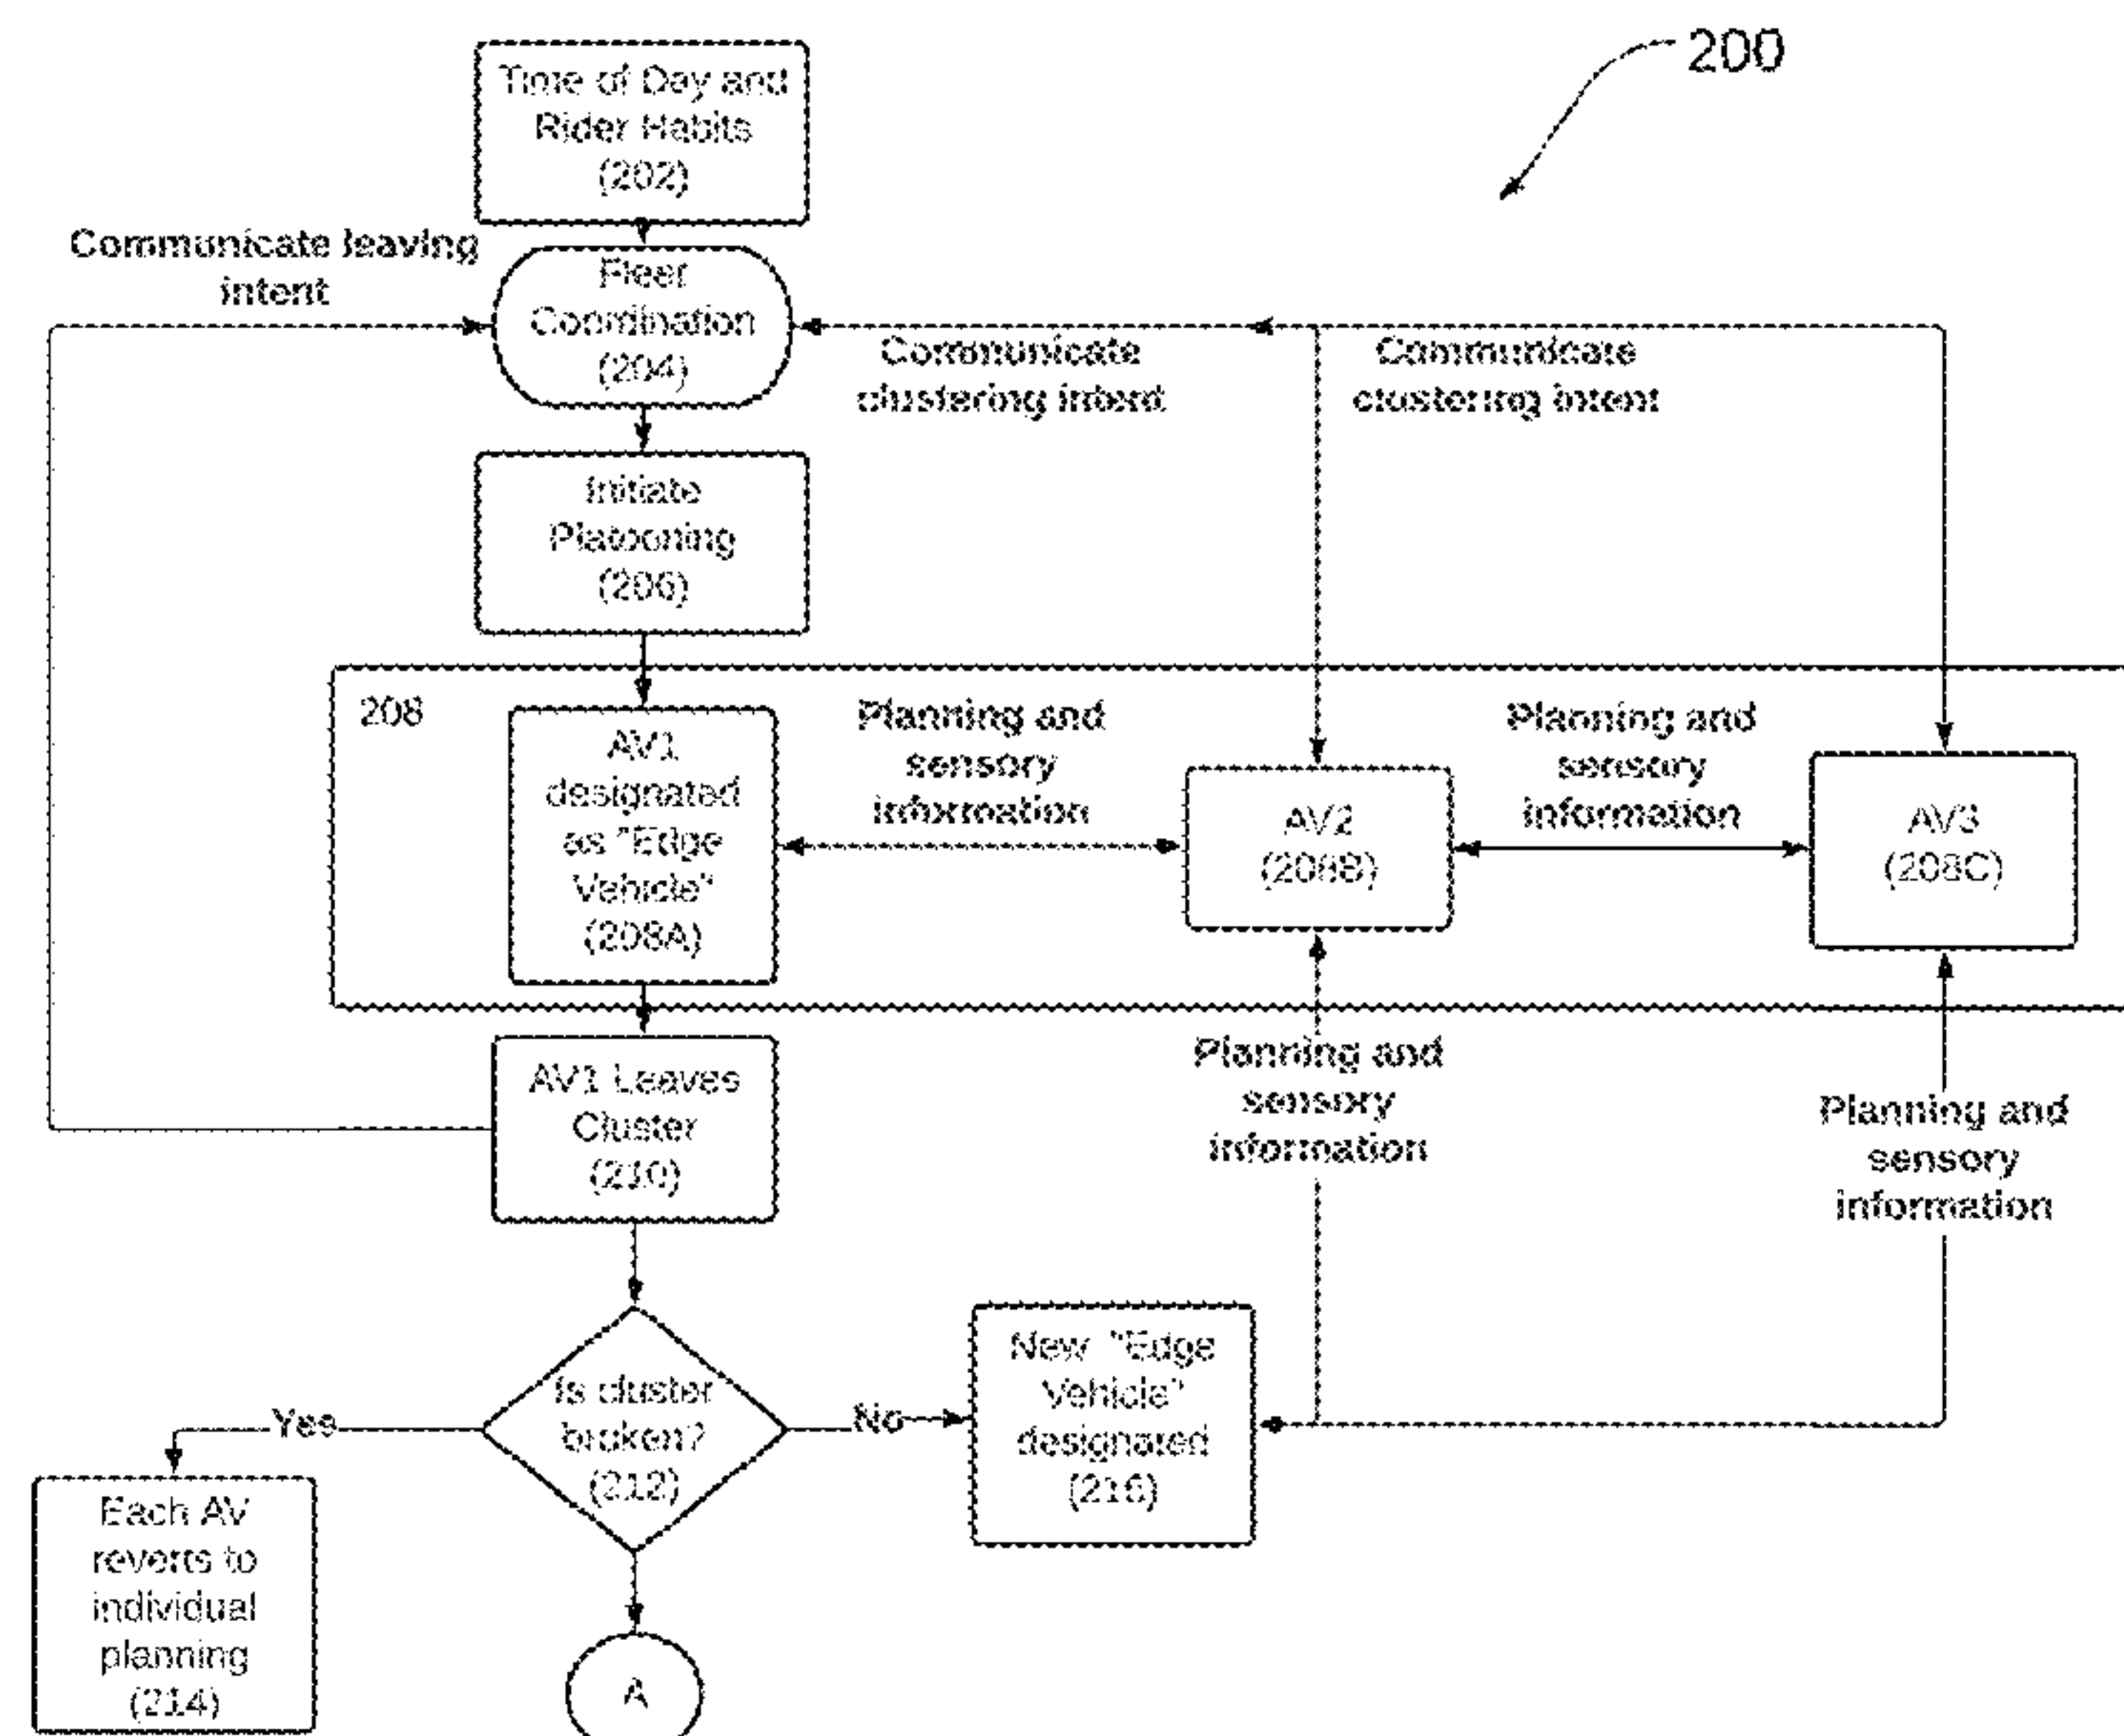 200
Time of Day and
Rider Habits
(202)
Communicate leaving
intent
Fleet
Coordination
(204)
Communicate
clustering intent
Communicate
clustering intent
Initiate
Platooning
(206)
208
AV1
designated
as "Edge
Vehicle"
(208A)
Planning and
sensory
information
AV2
(208B)
Planning and
sensory
information
AV3
(208C)
AV1 Leaves
Cluster
(210)
Planning and
sensory
information
Planning and
sensory
information
Is cluster
broken?
(212)
Yes
No
New "Edge
Vehicle"
designated
(216)
Each AV
reverts to
individual
planning
(214)
A